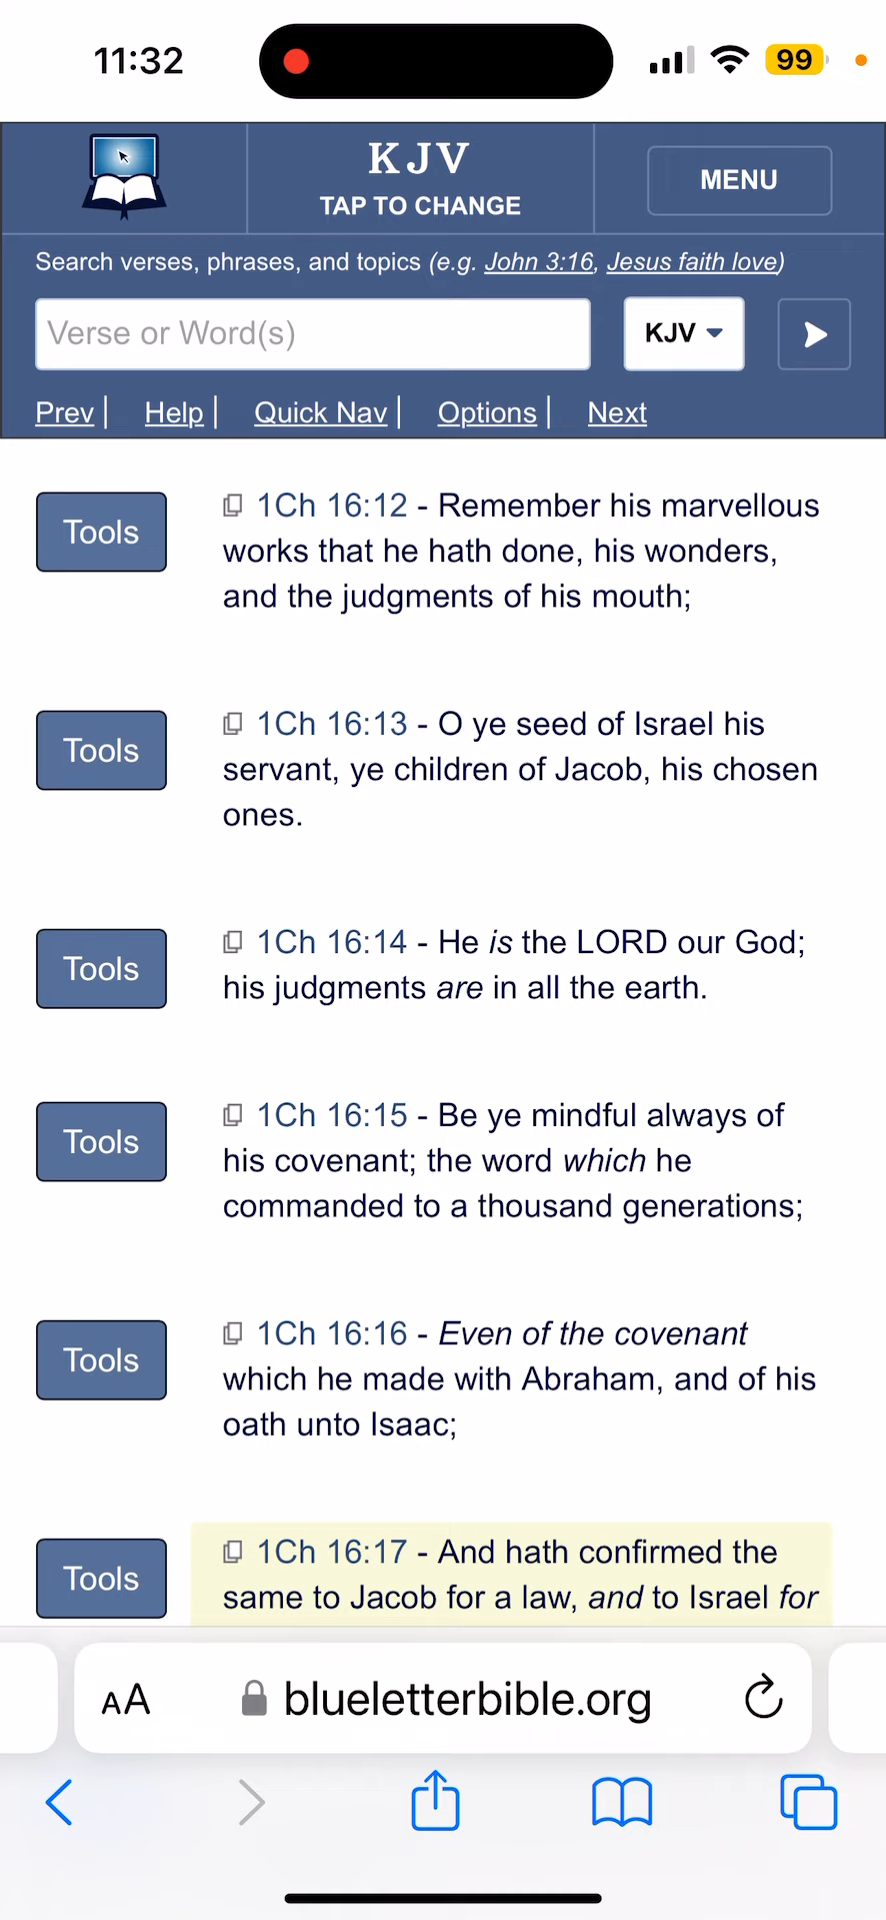 11:32
99
KJV
TAP TO CHANGE
MENU
Search verses, phrases, and topics (e.g. John 3:16, Jesus faith love)
Verse or Word(s)
KJV
Prev | Help | Quick Nav | Options | Next
Tools
1Ch 16:12 - Remember his marvellous
works that he hath done, his wonders,
and the judgments of his mouth;
Tools
1Ch 16:13 - O ye seed of Israel his
servant, ye children of Jacob, his chosen
ones.
Tools
1Ch 16:14 - He is the LORD our God;
his judgments are in all the earth.
Tools
1Ch 16:15 - Be ye mindful always of
his covenant; the word which he
commanded to a thousand generations;
Tools
1Ch 16:16 - Even of the covenant
which he made with Abraham, and of his
oath unto Isaac;
Tools
1Ch 16:17 - And hath confirmed the
same to Jacob for a law, and to Israel for
AA
blueletterbible.org